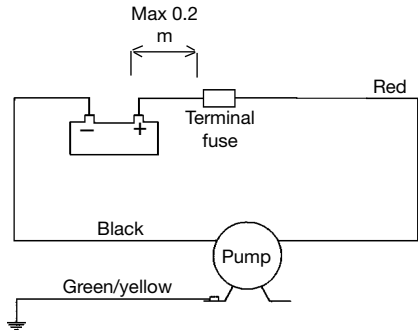 Max 0.2
m
Red
− +
Terminal
fuse
Black
Pump
Green/yellow